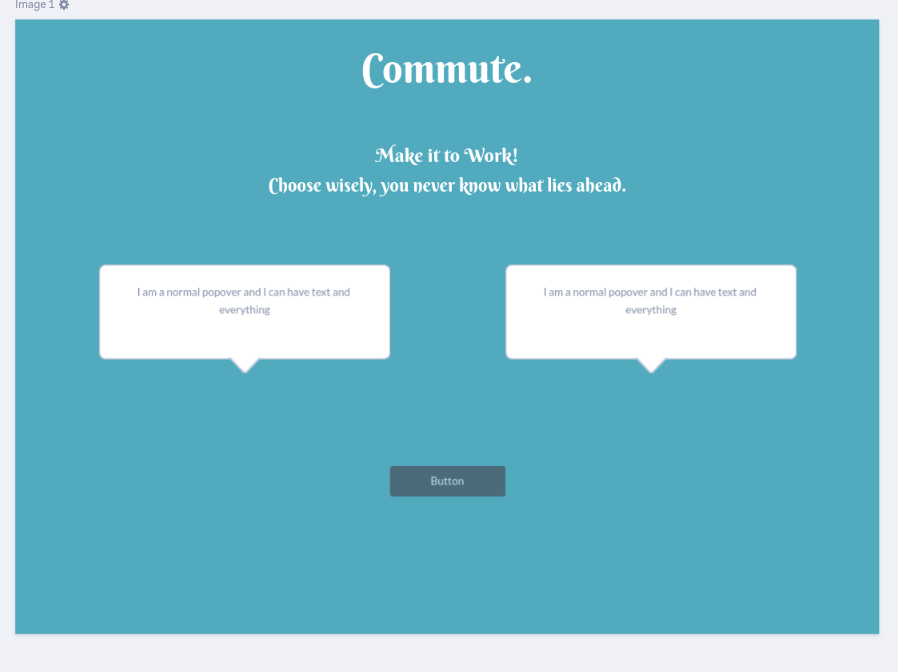 Image 1
Commute.
Make it to Work!
Choose wisely, you never know what lies ahead.
I am a normal popover and I can have text and
everything
I am a normal popover and I can have text and
everything
Button